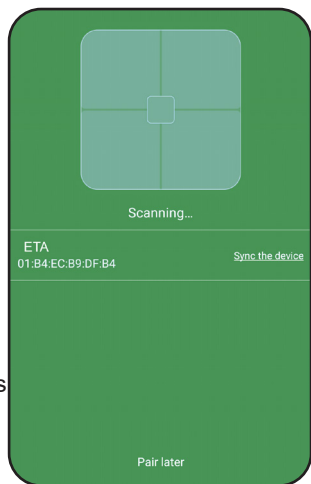 Scanning...
ETA
01:B4:EC:B9:DF:B4
Sync the device
s
Pair later